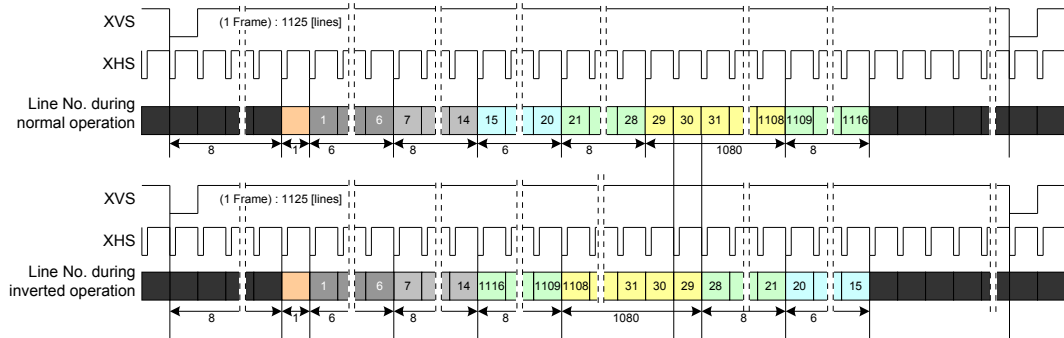 XVS
(1 Frame) : 1125 [lines]
XHS
Line No. during
normal operation
1 6 7 14 15 20 21 28 29 30 31 1108 1109 1116
8 1 6 8 6 8 1080 8
XVS
(1 Frame) : 1125 [lines]
XHS
Line No. during
inverted operation
1 6 7 14 1116 1109 1108 31 30 29 28 21 20 15
8 1 6 8 8 1080 8 6